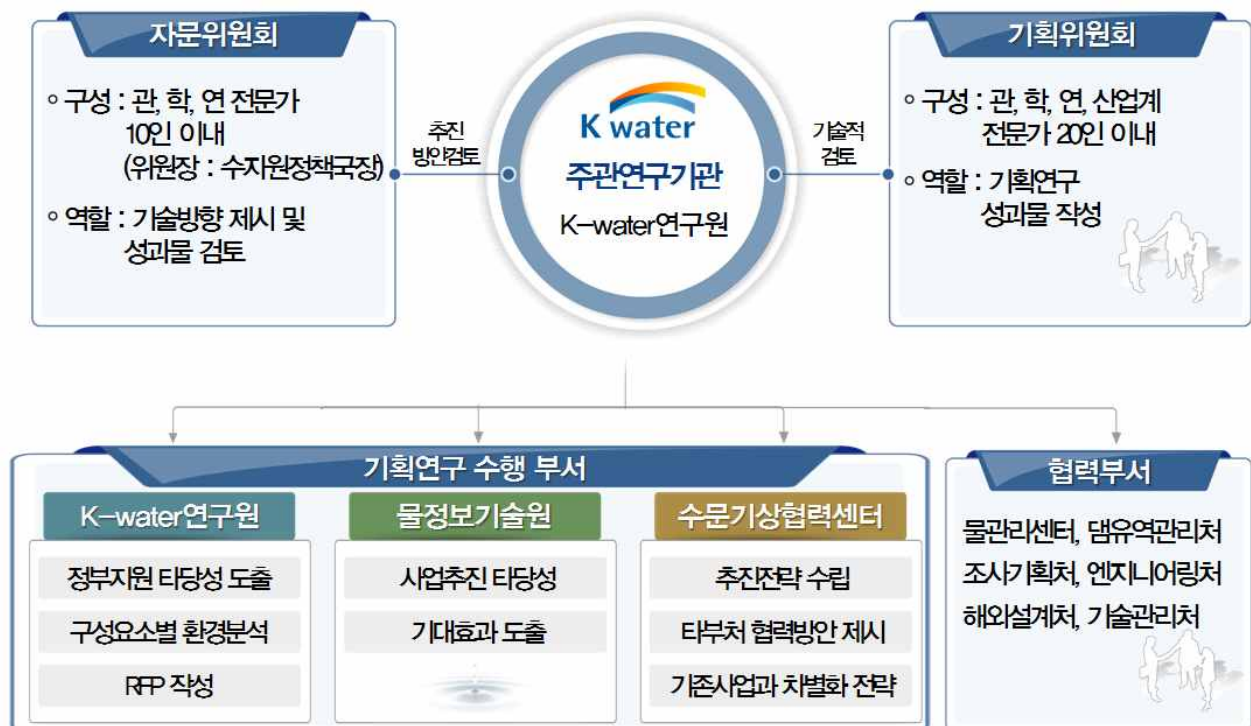 자문위원회
◦ 구성 : 관, 학, 연 전문가
10인 이내
(위원장 : 수자원정책국장)
◦ 역할 : 기술방향 제시 및
성과물 검토
추진
방안검토
K water
주관연구기관
K-water연구원
기술적
검토
기획위원회
◦ 구성 : 관, 학, 연, 산업계
전문가 20인 이내
◦ 역할 : 기획연구
성과물 작성
기획연구 수행 부서
K-water연구원
정부지원 타당성 도출
구성요소별 환경분석
RFP 작성
물정보기술원
사업추진 타당성
기대효과 도출
수문기상협력센터
추진전략 수립
타부처 협력방안 제시
기존사업과 차별화 전략
협력부서
물관리센터, 댐유역관리처
조사기획처, 엔지니어링처
해외설계처, 기술관리처